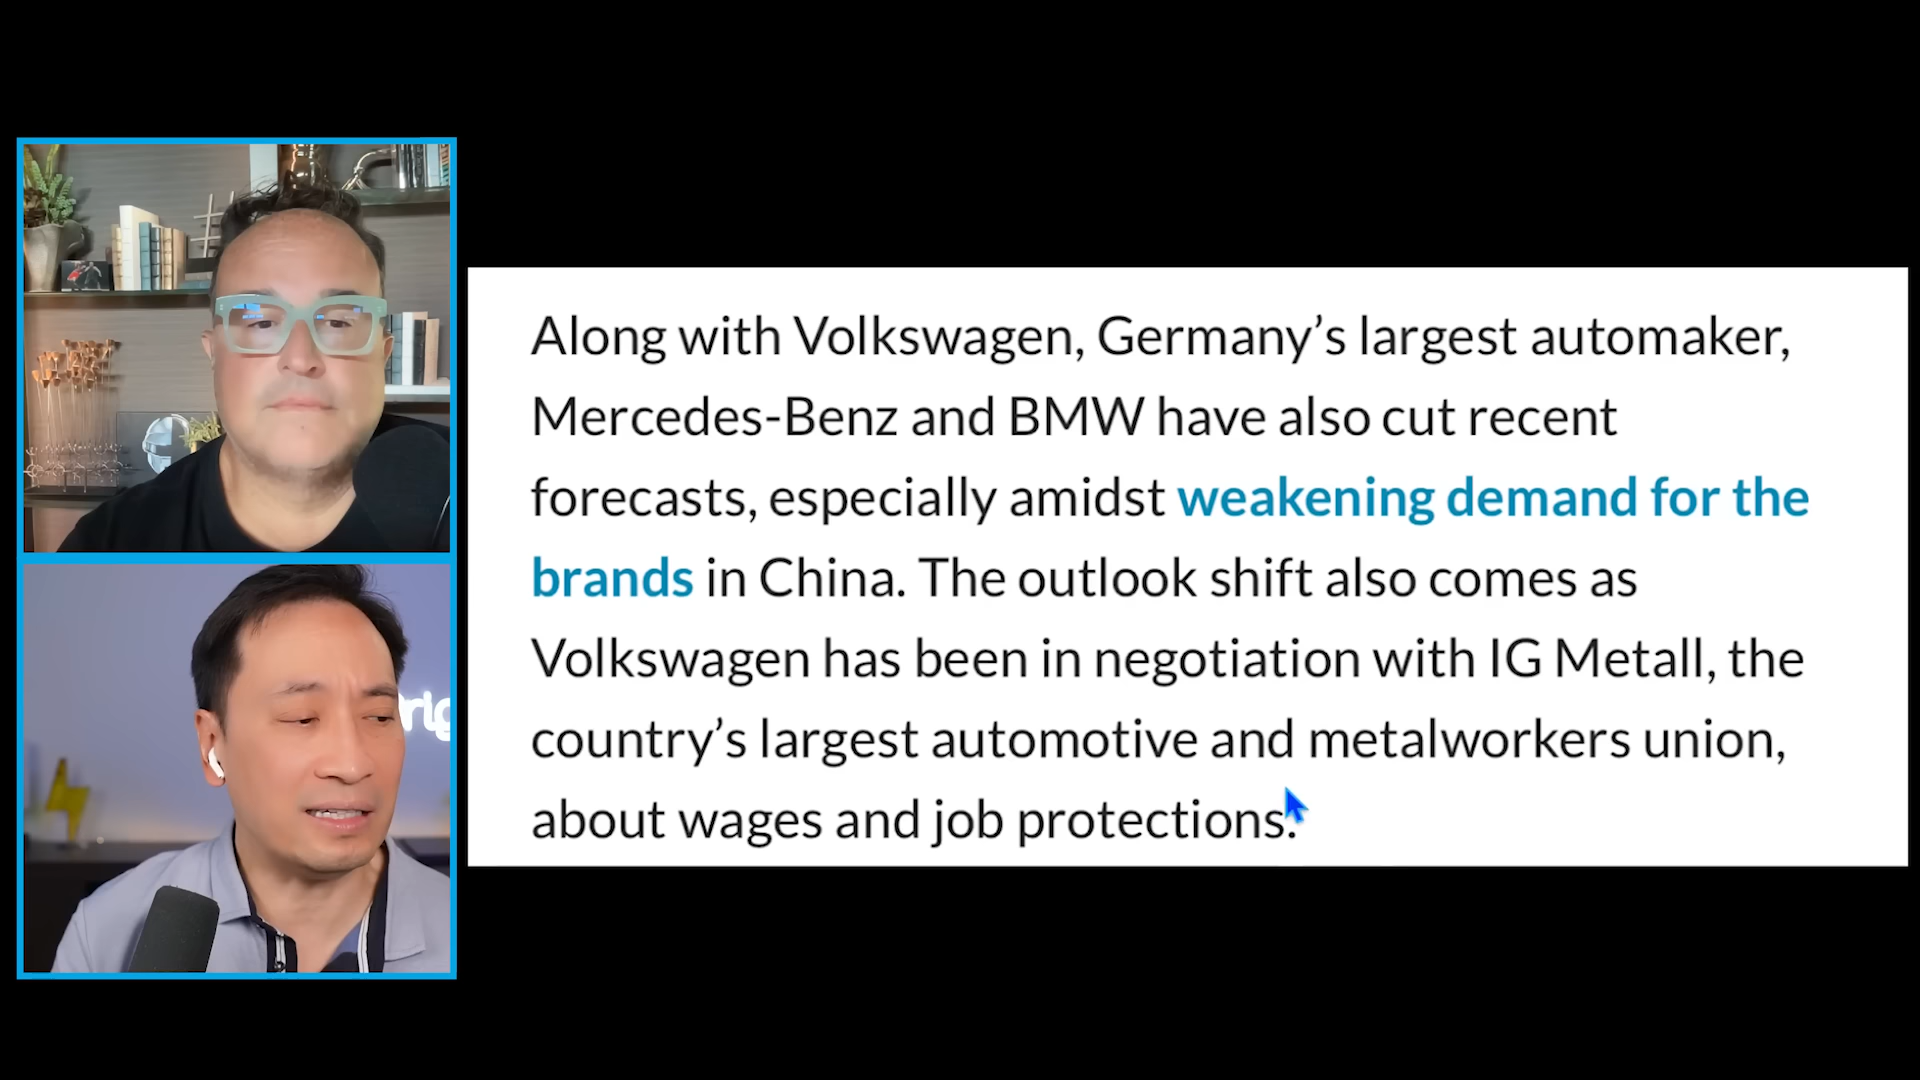 Along with Volkswagen, Germany’s largest automaker,
Mercedes-Benz and BMW have also cut recent
forecasts, especially amidst weakening demand for the
brands in China. The outlook shift also comes as
Volkswagen has been in negotiation with IG Metall, the
country’s largest automotive and metalworkers union,
about wages and job protections.